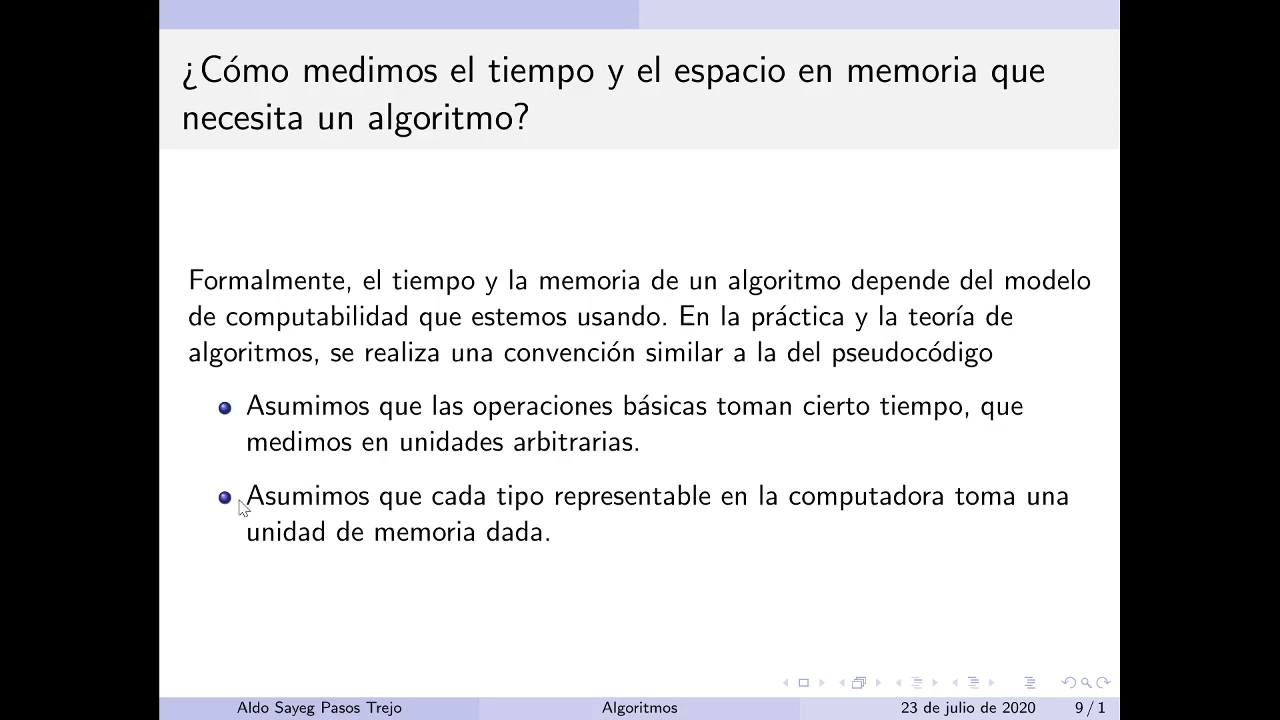 ¿Cómo medimos el tiempo y el espacio en memoria que
necesita un algoritmo?
Formalmente, el tiempo y la memoria de un algoritmo depende del modelo
de computabilidad que estemos usando. En la práctica y la teoría de
algoritmos, se realiza una convención similar a la del pseudocódigo
Asumimos que las operaciones básicas toman cierto tiempo, que
medimos en unidades arbitrarias.
Asumimos que cada tipo representable en la computadora toma una
unidad de memoria dada.
Aldo Sayeg Pasos Trejo
Algoritmos
23 de julio de 2020
9 / 1